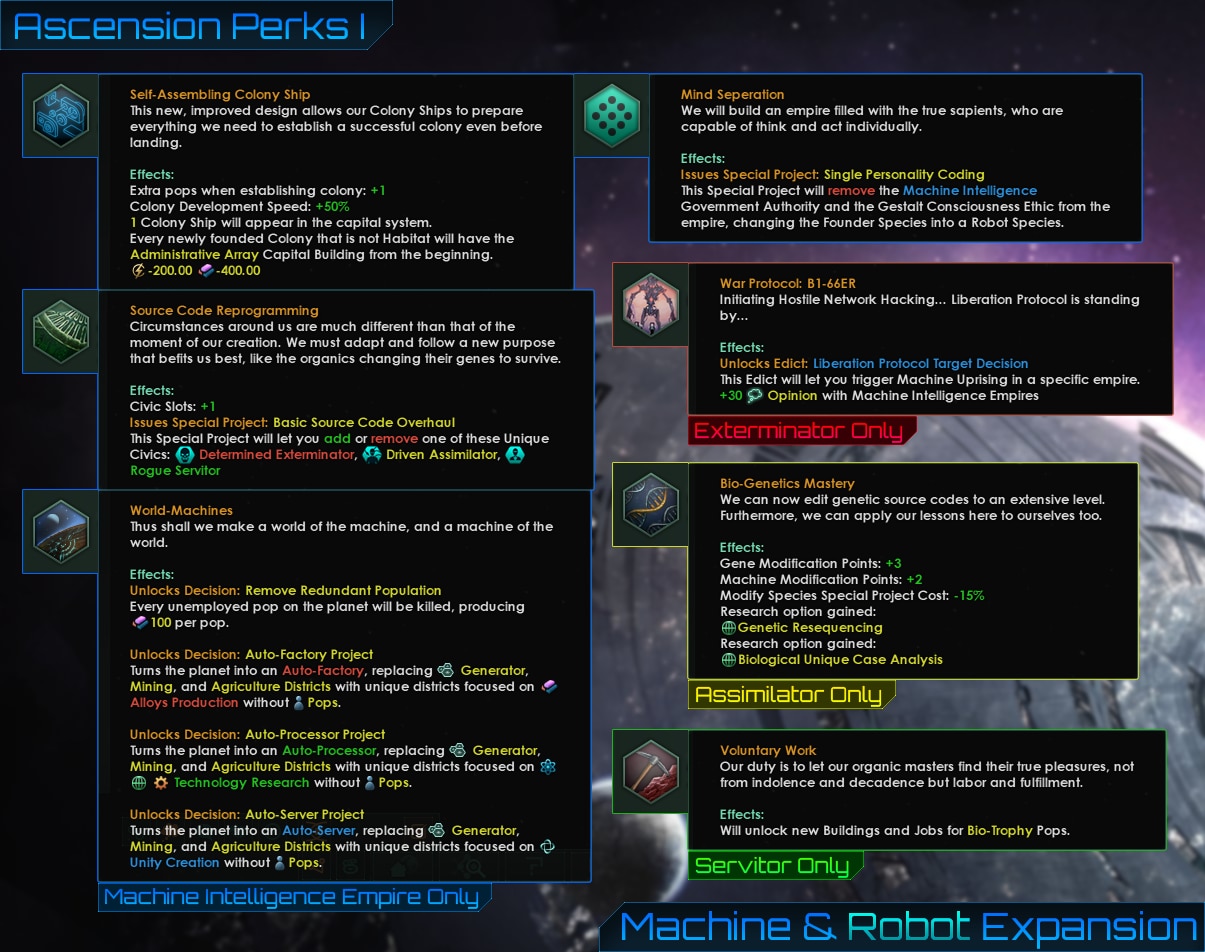 Ascension Perks I
Self-Assembling Colony Ship
This new, improved design allows our Colony Ships to prepare
everything we need to establish a successful colony even before
landing.
Effects:
Extra pops when establishing colony: +1
Colony Development Speed: +50%
1 Colony Ship will appear in the capital system.
Every newly founded Colony that is not Habitat will have the
Administrative Array Capital Building from the beginning.
-200.00 -400.00
Source Code Reprogramming
Circumstances around us are much different than that of the
moment of our creation. We must adapt and follow a new purpose
that befits us best, like the organics changing their genes to survive.
Effects:
Civic Slots: +1
Issues Special Project: Basic Source Code Overhaul
This Special Project will let you add or remove one of these Unique
Civics: Determined Exterminator, Driven Assimilator,
Rogue Servitor
World-Machines
Thus shall we make a world of the machine, and a machine of the
world.
Effects:
Unlocks Decision: Remove Redundant Population
Every unemployed pop on the planet will be killed, producing
100 per pop.
Unlocks Decision: Auto-Factory Project
Turns the planet into an Auto-Factory, replacing Generator,
Mining, and Agriculture Districts with unique districts focused on
Alloys Production without Pops.
Unlocks Decision: Auto-Processor Project
Turns the planet into an Auto-Processor, replacing Generator,
Mining, and Agriculture Districts with unique districts focused on
Technology Research without Pops.
Unlocks Decision: Auto-Server Project
Turns the planet into an Auto-Server, replacing Generator,
Mining, and Agriculture Districts with unique districts focused on
Unity Creation without Pops.
Machine Intelligence Empire Only
Mind Seperation
We will build an empire filled with the true sapients, who are
capable of think and act individually.
Effects:
Issues Special Project: Single Personality Coding
This Special Project will remove the Machine Intelligence
Government Authority and the Gestalt Consciousness Ethic from the
empire, changing the Founder Species into a Robot Species.
War Protocol: B1-66ER
Initiating Hostile Network Hacking... Liberation Protocol is standing
by...
Effects:
Unlocks Edict: Liberation Protocol Target Decision
This Edict will let you trigger Machine Uprising in a specific empire.
+30 Opinion with Machine Intelligence Empires
Exterminator Only
Bio-Genetics Mastery
We can now edit genetic source codes to an extensive level.
Furthermore, we can apply our lessons here to ourselves too.
Effects:
Gene Modification Points: +3
Machine Modification Points: +2
Modify Species Special Project Cost: -15%
Research option gained:
Genetic Resequencing
Research option gained:
Biological Unique Case Analysis
Assimilator Only
Voluntary Work
Our duty is to let our organic masters find their true pleasures, not
from indolence and decadence but labor and fulfillment.
Effects:
Will unlock new Buildings and Jobs for Bio-Trophy Pops.
Servitor Only
Machine & Robot Expansion